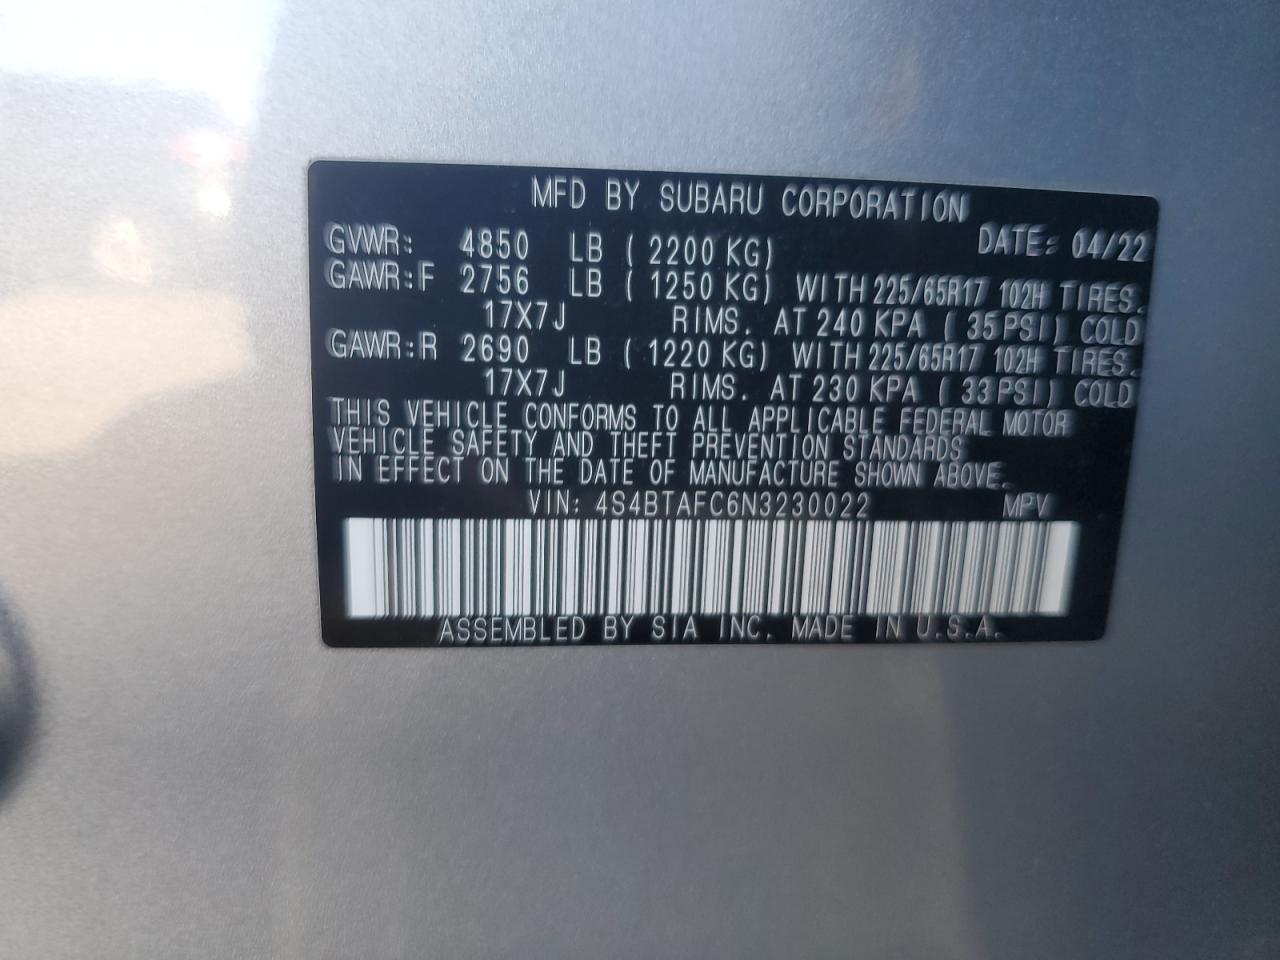 MFD BY SUBARU CORPORATION
GVWR: 4850 LB ( 2200 KG) DATE: 04/22
GAWR:F 2756 LB ( 1250 KG) WITH 225/65R17 102H TIRES.
17X7J RIMS. AT 240 KPA ( 35PSI) COLD
GAWR:R 2690 LB ( 1220 KG) WITH 225/65R17 102H TIRES.
17X7J RIMS. AT 230 KPA ( 33PSI) COLD
THIS VEHICLE CONFORMS TO ALL APPLICABLE FEDERAL MOTOR
VEHICLE SAFETY AND THEFT PREVENTION STANDARDS
IN EFFECT ON THE DATE OF MANUFACTURE SHOWN ABOVE.
VIN: 4S4BTAFC6N3230022 MPV
ASSEMBLED BY SIA INC. MADE IN U.S.A.